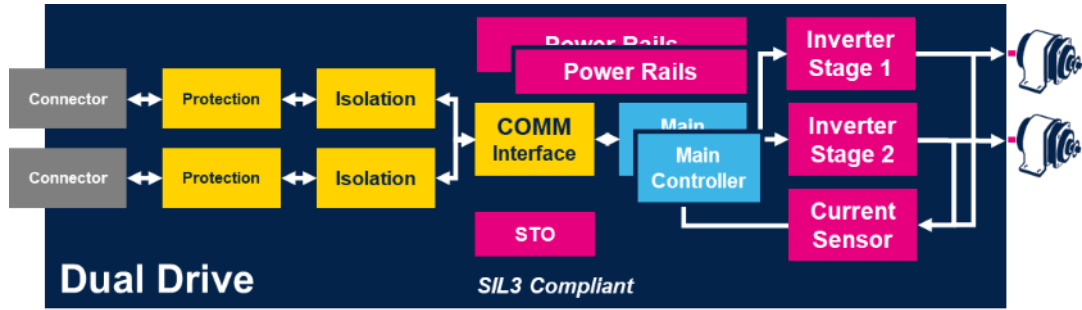 Power Rails
Power Rails
Inverter
Stage 1
Connector
Protection
Isolation
COMM
Interface
Main
Main
Controller
Inverter
Stage 2
Connector
Protection
Isolation
STO
Current
Sensor
Dual Drive
SIL3 Compliant